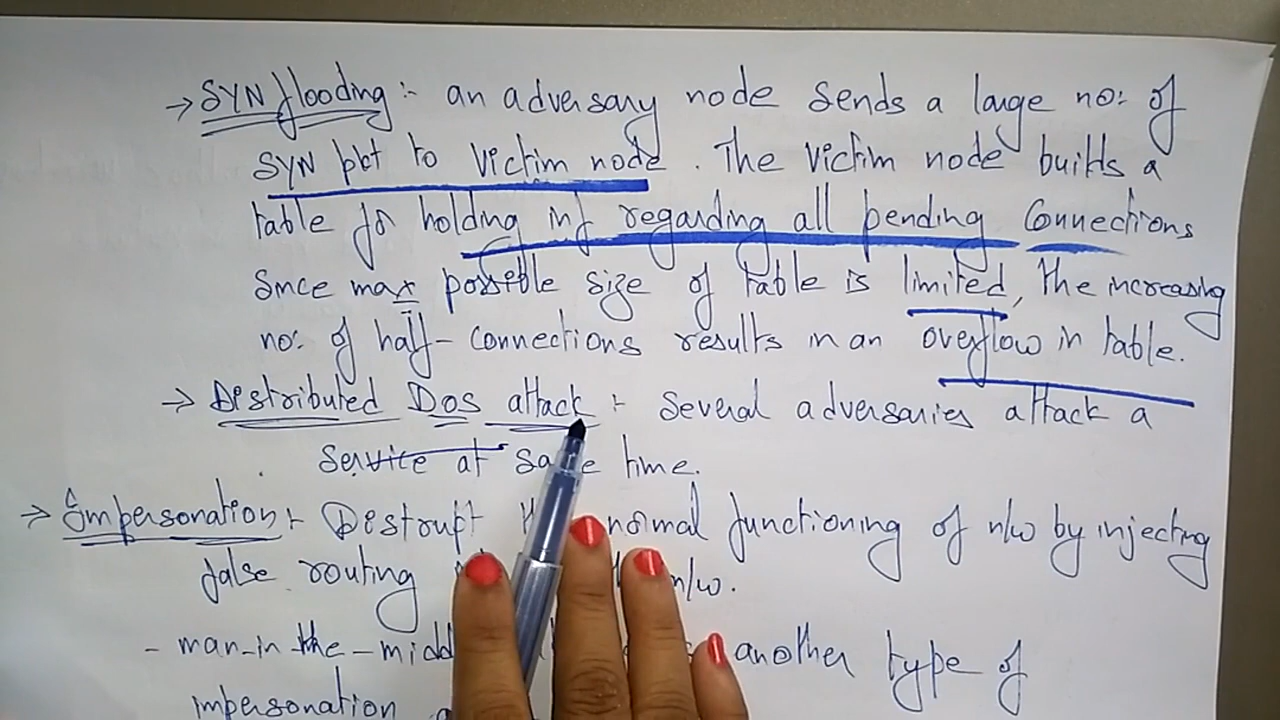 → SYN flooding :- an adversary node sends a large no: of
SYN pkt to victim node. The victim node builds a
table for holding inf regarding all pending connections
Since max possible size of table is limited, the increasing
no: of half-connections results in an overflow in table.
→ Distributed Dos attack :- several adversaries attack a
service at same time.
→ Impersonation :- Distrupt normal functioning of n/w by injecting
false routing n/w.
- man-in-the-midd another type of
impersonation